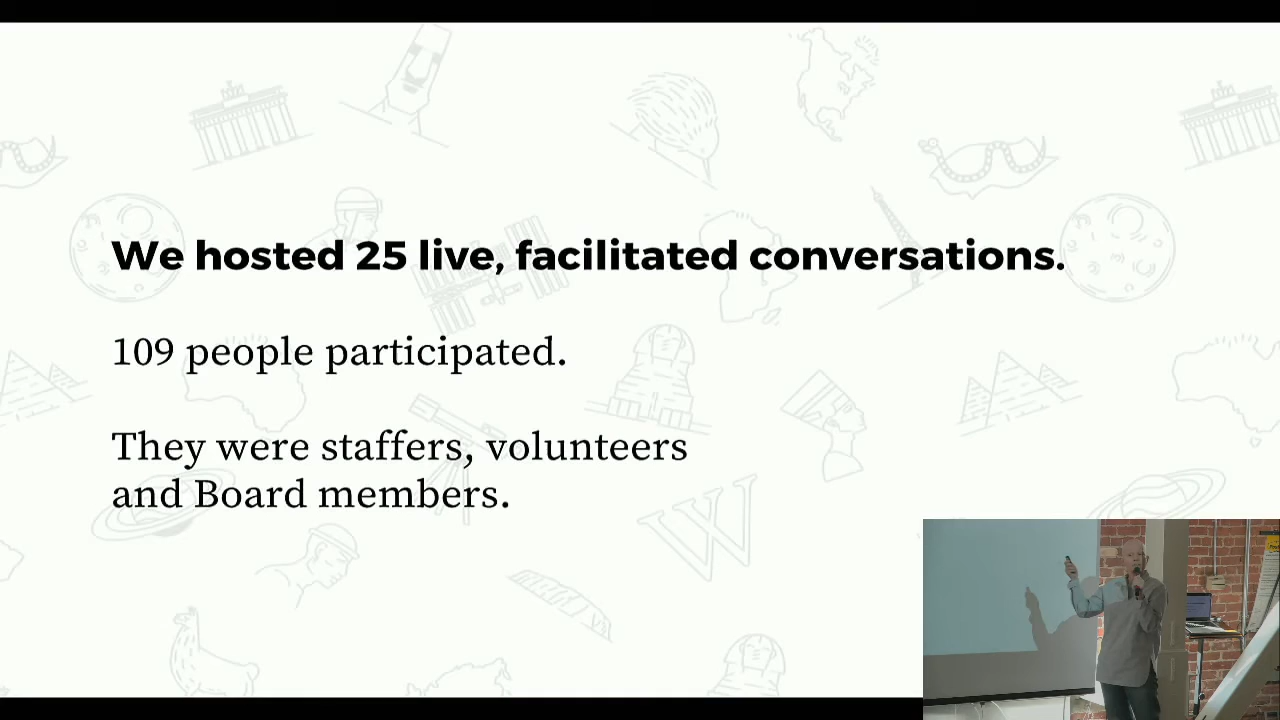 We hosted 25 live, facilitated conversations.
109 people participated.
They were staffers, volunteers
and Board members.
W